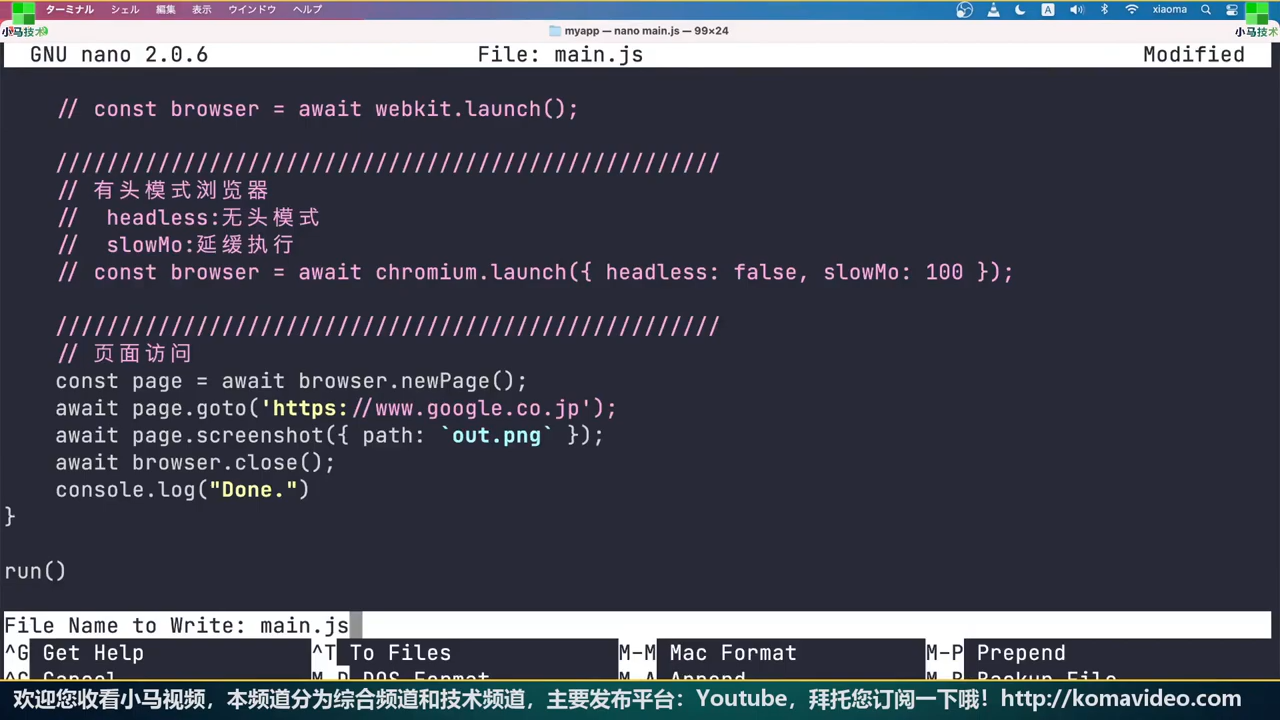 ターミナル シェル 編集 表示 ウインドウ ヘルプ
A xiaoma
小马技术 小马技术
myapp — nano main.js — 99×24
GNU nano 2.0.6 File: main.js Modified
// const browser = await webkit.launch();
////////////////////////////////////////////////////
// 有头模式浏览器
// headless:无头模式
// slowMo:延缓执行
// const browser = await chromium.launch({ headless: false, slowMo: 100 });
////////////////////////////////////////////////////
// 页面访问
const page = await browser.newPage();
await page.goto('https://www.google.co.jp');
await page.screenshot({ path: `out.png` });
await browser.close();
console.log("Done.")
}
run()
File Name to Write: main.js
^G Get Help ^T To Files M-M Mac Format M-P Prepend
Cancel M-D DOS Format M-A Append Backup File
欢迎您收看小马视频，本频道分为综合频道和技术频道，主要发布平台：Youtube，拜托您订阅一下哦！http://komavideo.com